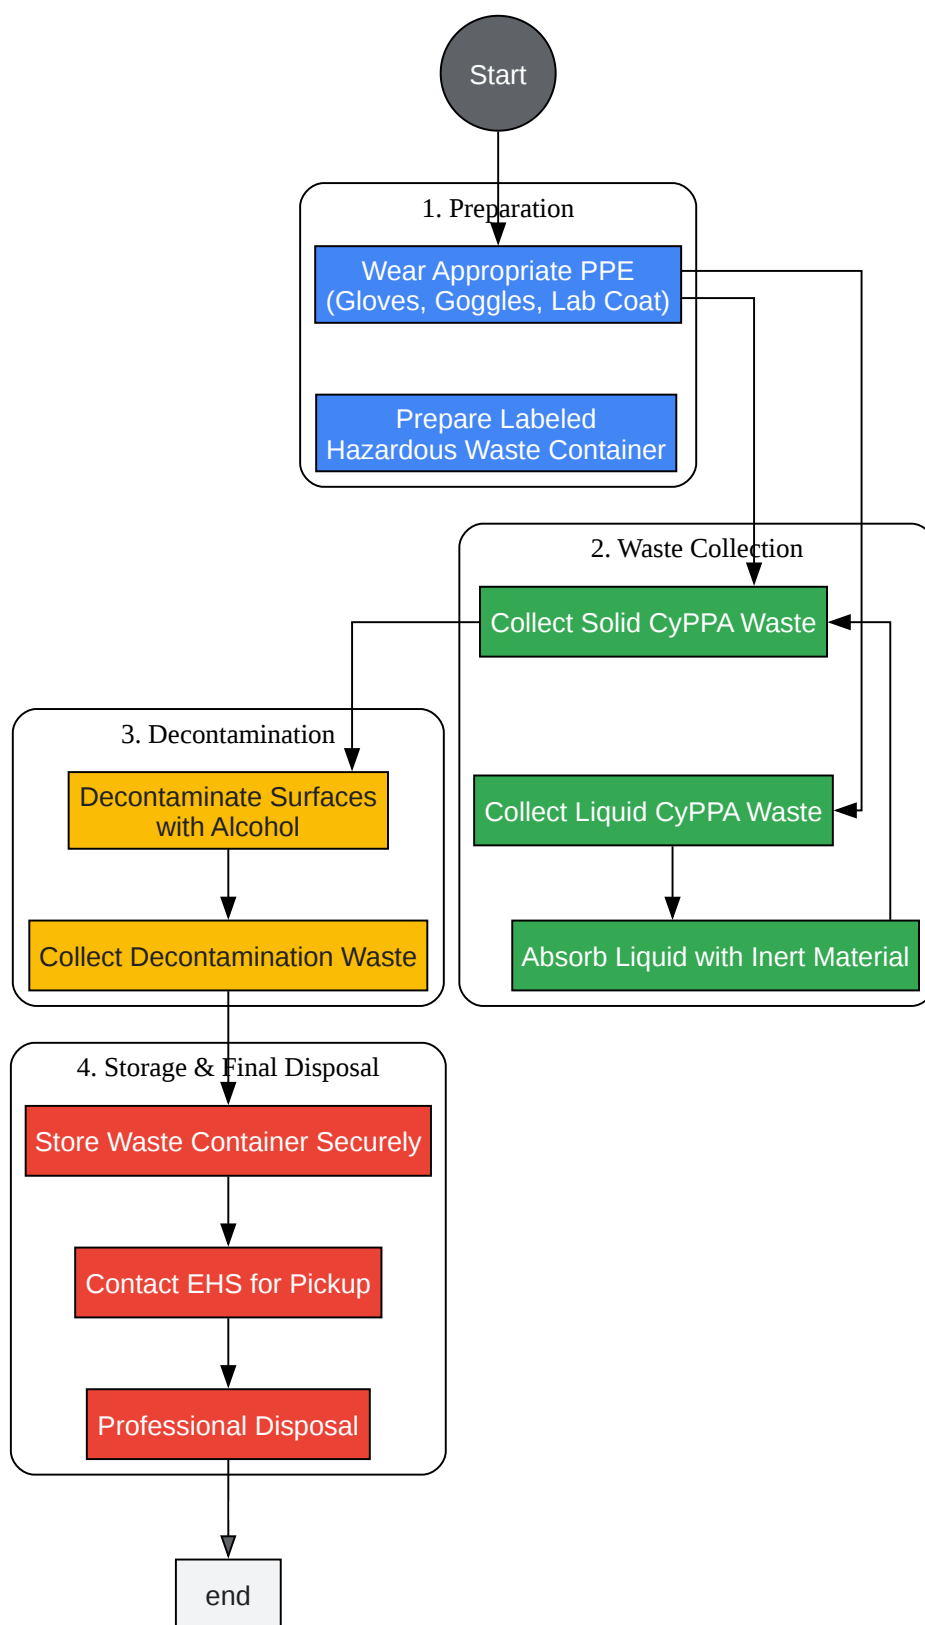 Start
1. Preparation
Wear Appropriate PPE
(Gloves, Goggles, Lab Coat)
Prepare Labeled
Hazardous Waste Container
2. Waste Collection
Collect Solid CyPPA Waste
Collect Liquid CyPPA Waste
Absorb Liquid with Inert Material
3. Decontamination
Decontaminate Surfaces
with Alcohol
Collect Decontamination Waste
4. Storage & Final Disposal
Store Waste Container Securely
Contact EHS for Pickup
Professional Disposal
end